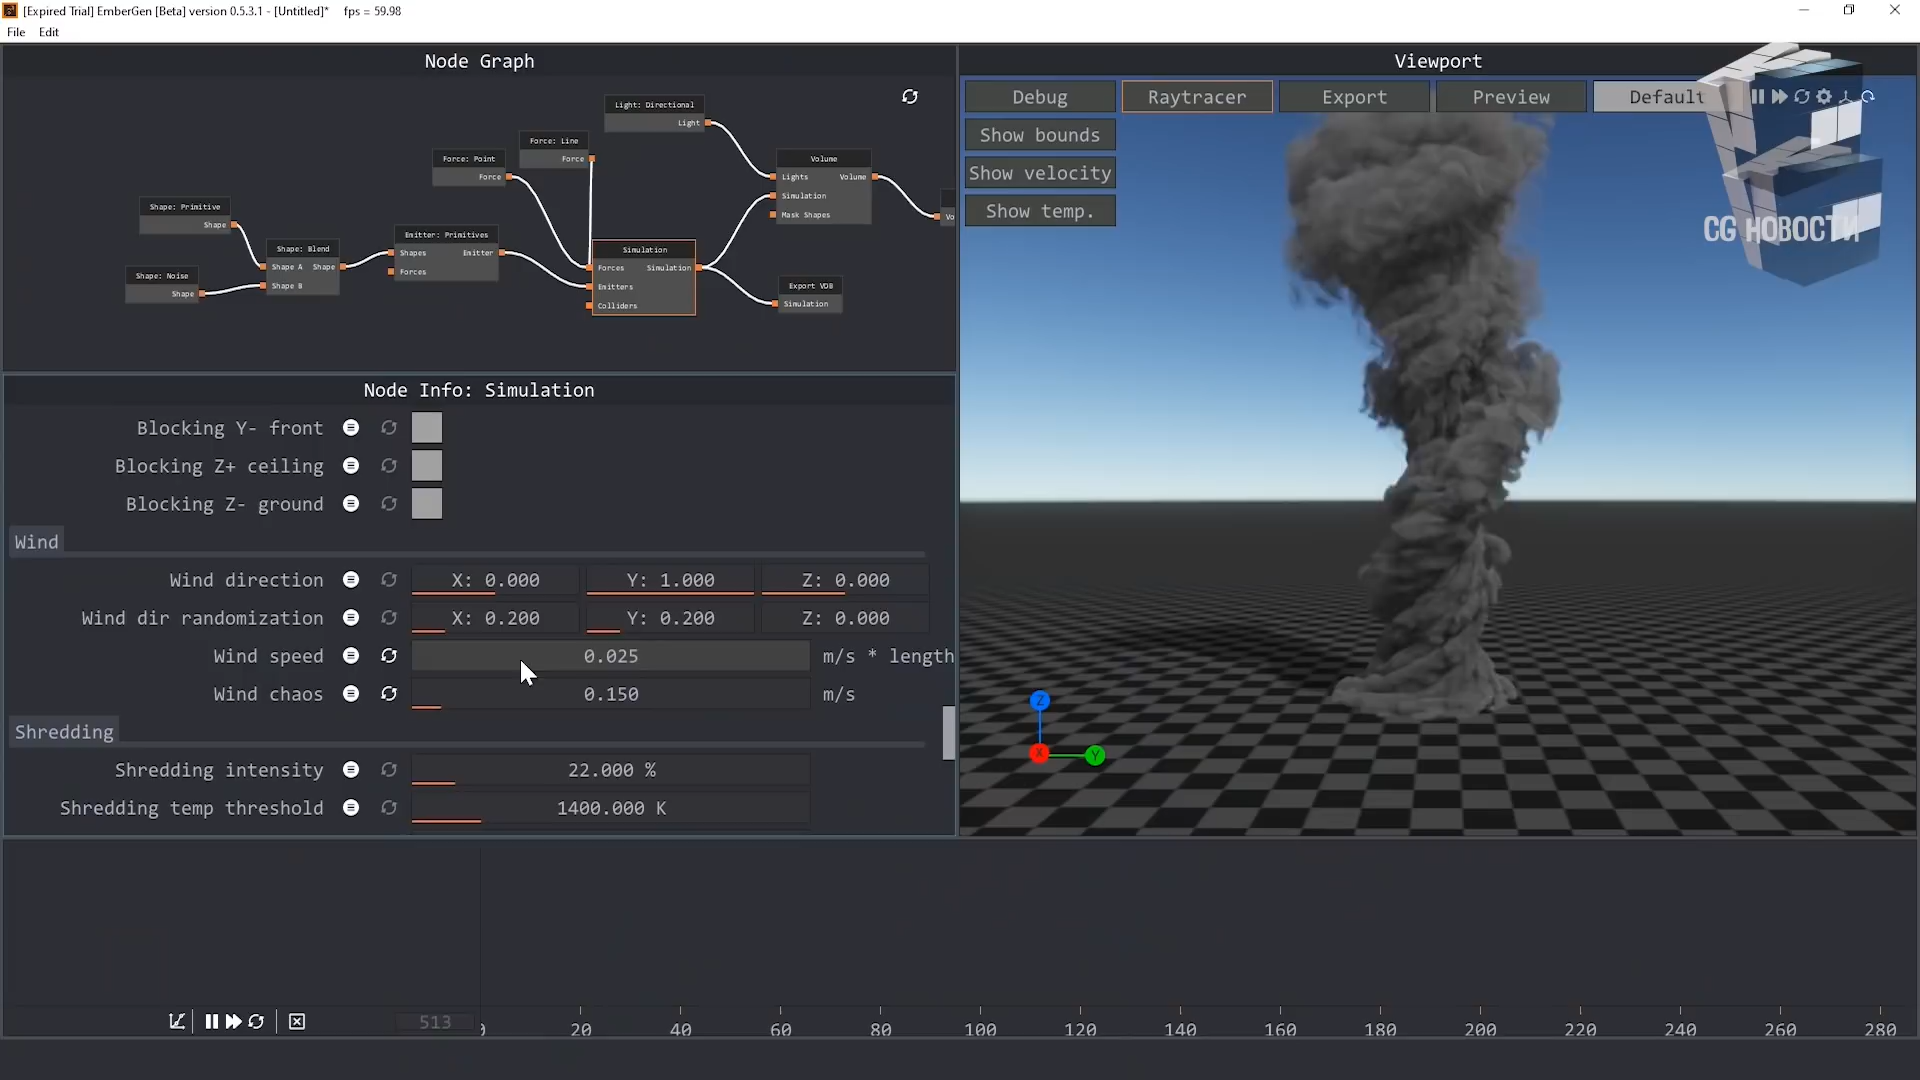 [Expired Trial] EmberGen [Beta] version 0.5.3.1 - [Untitled]* fps = 59.98
File Edit
Node Graph
Light: Directional
Light
Force: Line
Force
Force: Point
Force
Volume
Lights Volume
Simulation
Mask Shapes
Vo
Shape: Primitive
Shape
Emitter: Primitives
Shapes Emitter
Forces
Shape: Blend
Shape A Shape
Shape B
Shape: Noise
Shape
Simulation
Forces Simulation
Emitters
Colliders
Export VDB
Simulation
Node Info: Simulation
Blocking Y- front
Blocking Z+ ceiling
Blocking Z- ground
Wind
Wind direction X: 0.000 Y: 1.000 Z: 0.000
Wind dir randomization X: 0.200 Y: 0.200 Z: 0.000
Wind speed 0.025 m/s * length
Wind chaos 0.150 m/s
Shredding
Shredding intensity 22.000 %
Shredding temp threshold 1400.000 K
Viewport
Debug Raytracer Export Preview Default
Show bounds
Show velocity
Show temp.
CG НОВОСТИ
Z
X Y
513
0 20 40 60 80 100 120 140 160 180 200 220 240 260 280